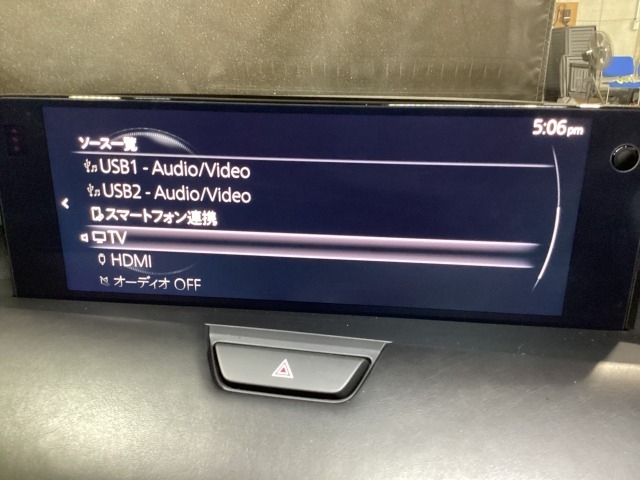 5:06pm
ソース一覧
USB1 - Audio/Video
USB2 - Audio/Video
スマートフォン連携
TV
HDMI
オーディオ OFF